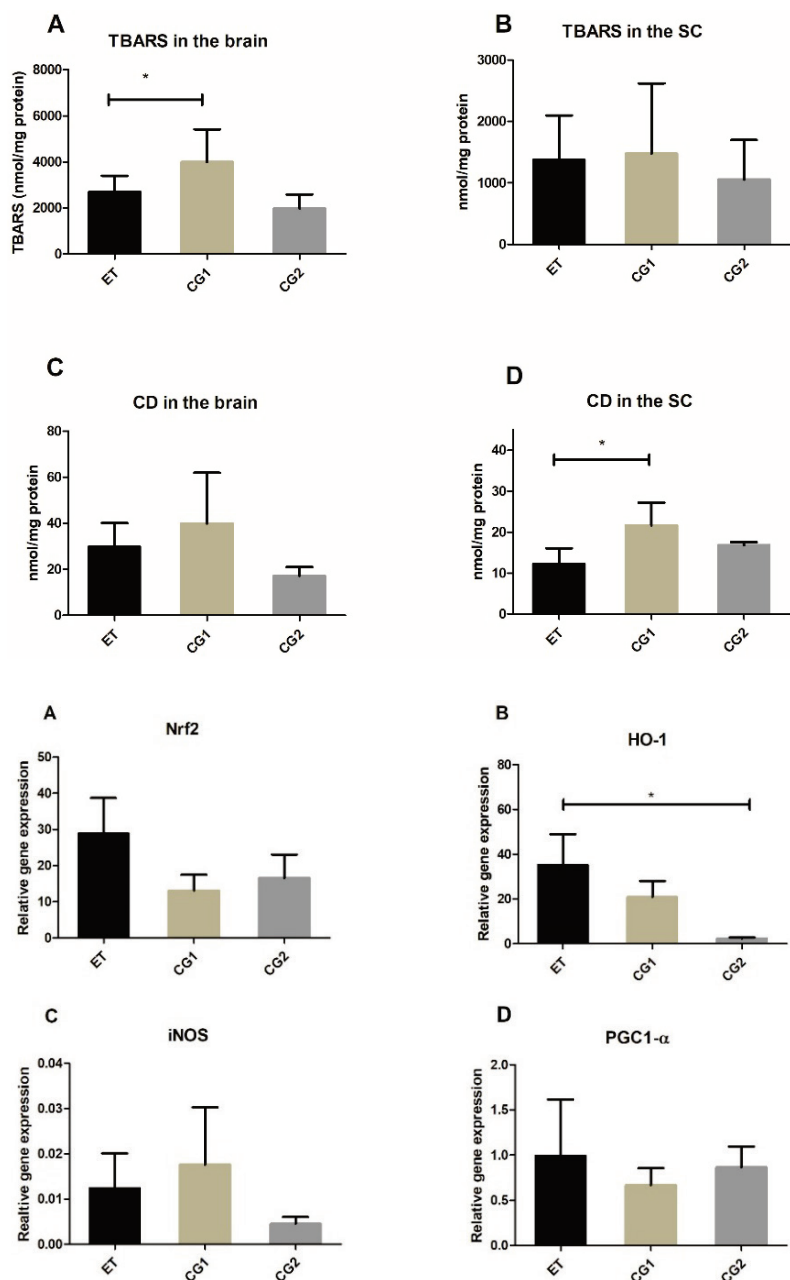 A
TBARS in the brain
TBARS (nmol/mg protein)
8000
6000
4000
2000
0
*
ET
CG1
CG2
B
TBARS in the SC
nmol/mg protein
3000
2000
1000
0
ET
CG1
CG2
C
CD in the brain
nmol/mg protein
80
60
40
20
0
ET
CG1
CG2
D
CD in the SC
nmol/mg protein
40
30
20
10
0
*
ET
CG1
CG2
A
Nrf2
Relative gene expression
50
40
30
20
10
0
ET
CG1
CG2
B
HO-1
Relative gene expression
80
60
40
20
0
*
ET
CG1
CG2
C
iNOS
Realtive gene expression
0.04
0.03
0.02
0.01
0.00
ET
CG1
CG2
D
PGC1-α
Relative gene expression
2.0
1.5
1.0
0.5
0.0
ET
CG1
CG2